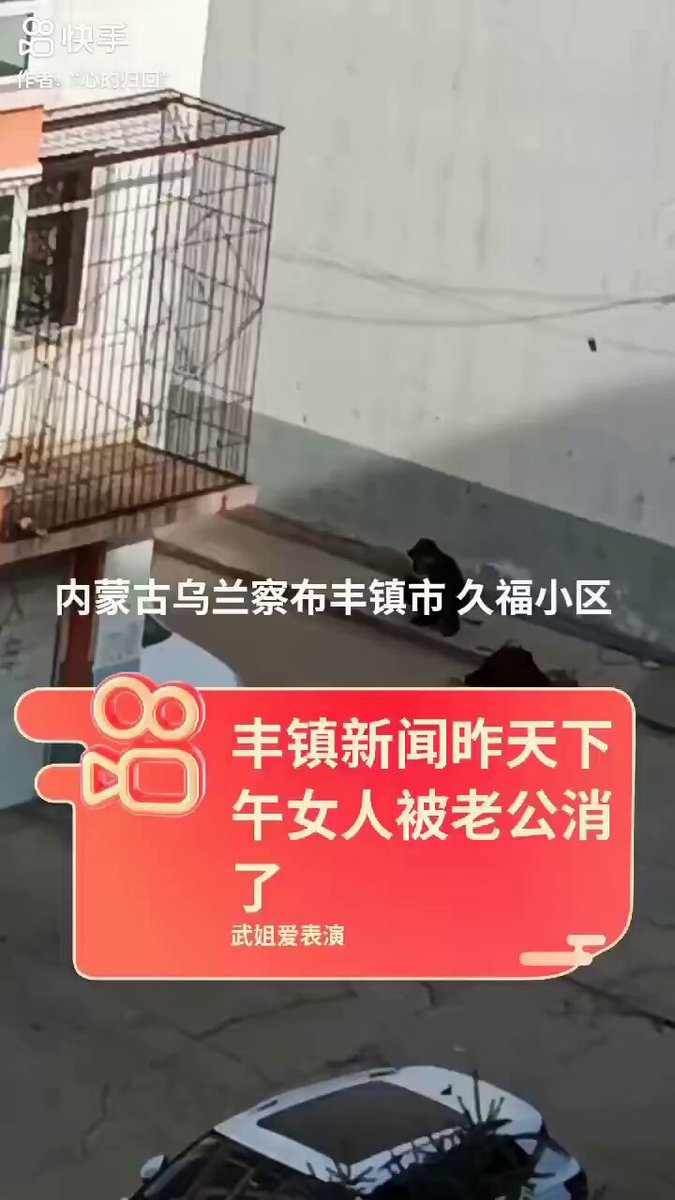 快手
作者：“心的归回”
内蒙古乌兰察布丰镇市 久福小区
丰镇新闻昨天下
午女人被老公消
了
武姐爱表演